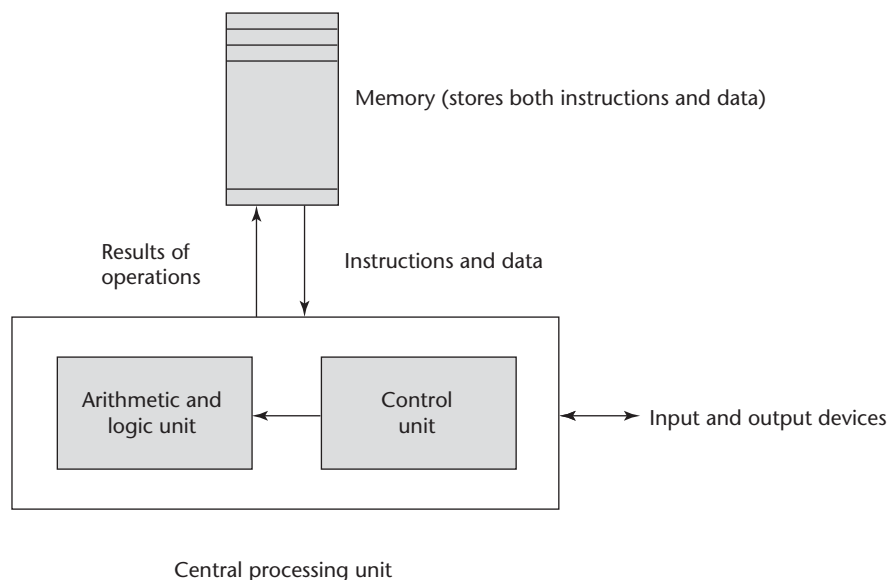 Memory (stores both instructions and data)
Results of
operations
Instructions and data
Arithmetic and
logic unit
Control
unit
Input and output devices
Central processing unit